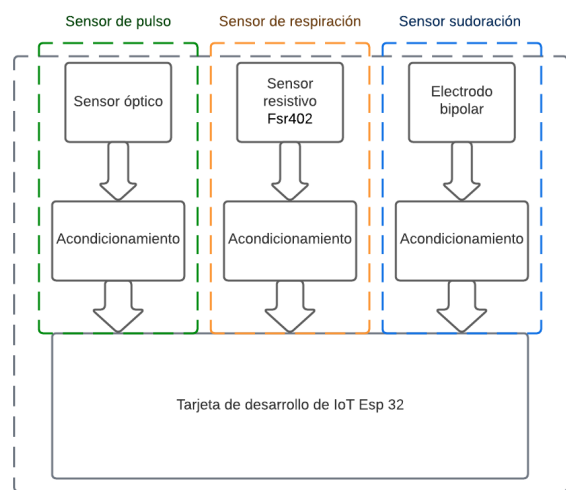 Sensor de pulso
Sensor de respiración
Sensor sudoración
Sensor óptico
Sensor
resistivo
Fsr402
Electrodo
bipolar
Acondicionamiento
Acondicionamiento
Acondicionamiento
Tarjeta de desarrollo de IoT Esp 32